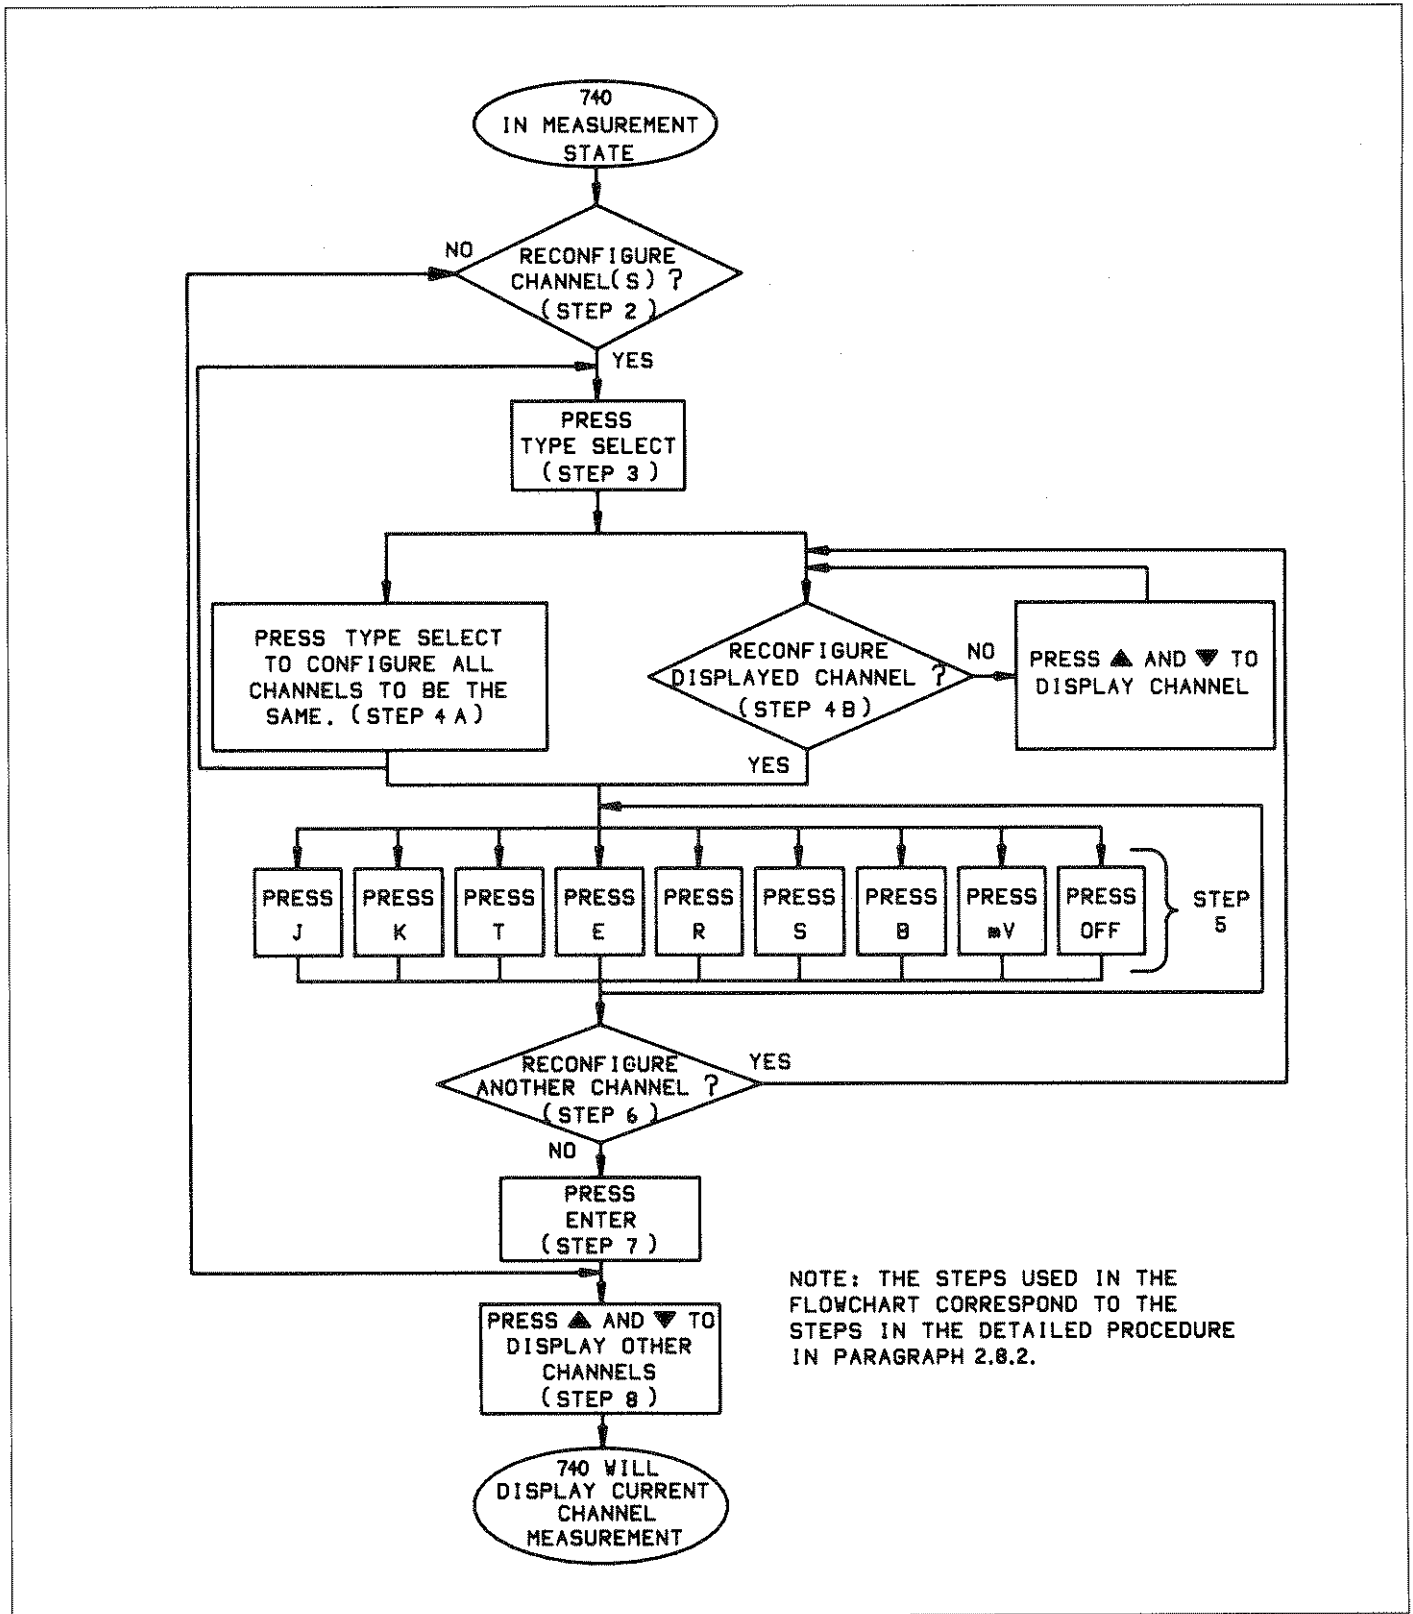 740
IN MEASUREMENT
STATE
NO
RECONFIGURE
CHANNEL(S) ?
(STEP 2)
YES
PRESS
TYPE SELECT
(STEP 3)
PRESS TYPE SELECT
TO CONFIGURE ALL
CHANNELS TO BE THE
SAME. (STEP 4A)
RECONFIGURE
DISPLAYED CHANNEL ?
(STEP 4B)
NO
PRESS ▲ AND ▼ TO
DISPLAY CHANNEL
YES
PRESS
J
PRESS
K
PRESS
T
PRESS
E
PRESS
R
PRESS
S
PRESS
B
PRESS
mV
PRESS
OFF
STEP
5
RECONFIGURE
ANOTHER CHANNEL ?
(STEP 6)
YES
NO
PRESS
ENTER
(STEP 7)
PRESS ▲ AND ▼ TO
DISPLAY OTHER
CHANNELS
(STEP 8)
NOTE: THE STEPS USED IN THE
FLOWCHART CORRESPOND TO THE
STEPS IN THE DETAILED PROCEDURE
IN PARAGRAPH 2.8.2.
740 WILL
DISPLAY CURRENT
CHANNEL
MEASUREMENT